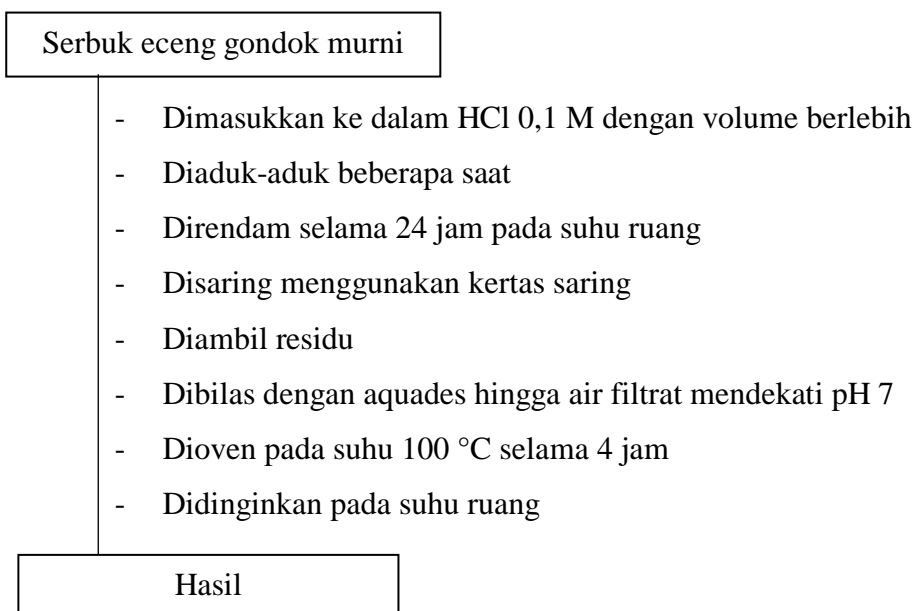 Serbuk eceng gondok murni
- Dimasukkan ke dalam HCl 0,1 M dengan volume berlebih
- Diaduk-aduk beberapa saat
- Direndam selama 24 jam pada suhu ruang
- Disaring menggunakan kertas saring
- Diambil residu
- Dibilas dengan aquades hingga air filtrat mendekati pH 7
- Dioven pada suhu 100 °C selama 4 jam
- Didinginkan pada suhu ruang
Hasil